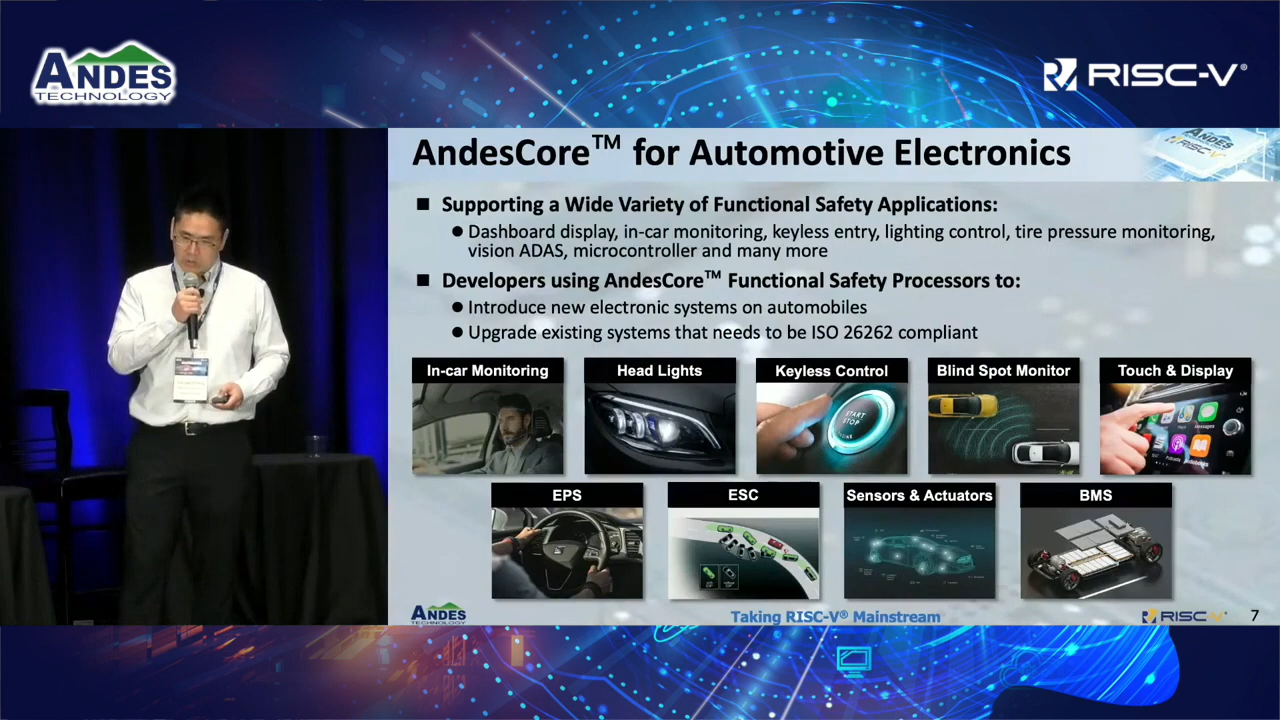 ANDES
TECHNOLOGY
RISC-V®
AndesCore™ for Automotive Electronics
ANDES
RISC-V
■ Supporting a Wide Variety of Functional Safety Applications:
● Dashboard display, in-car monitoring, keyless entry, lighting control, tire pressure monitoring,
vision ADAS, microcontroller and many more
■ Developers using AndesCore™ Functional Safety Processors to:
● Introduce new electronic systems on automobiles
● Upgrade existing systems that needs to be ISO 26262 compliant
In-car Monitoring
Head Lights
Keyless Control
Blind Spot Monitor
Touch & Display
START
STOP
Messages
EPS
ESC
Sensors & Actuators
BMS
ANDES
TECHNOLOGY
Taking RISC-V® Mainstream
RISC-V®
7